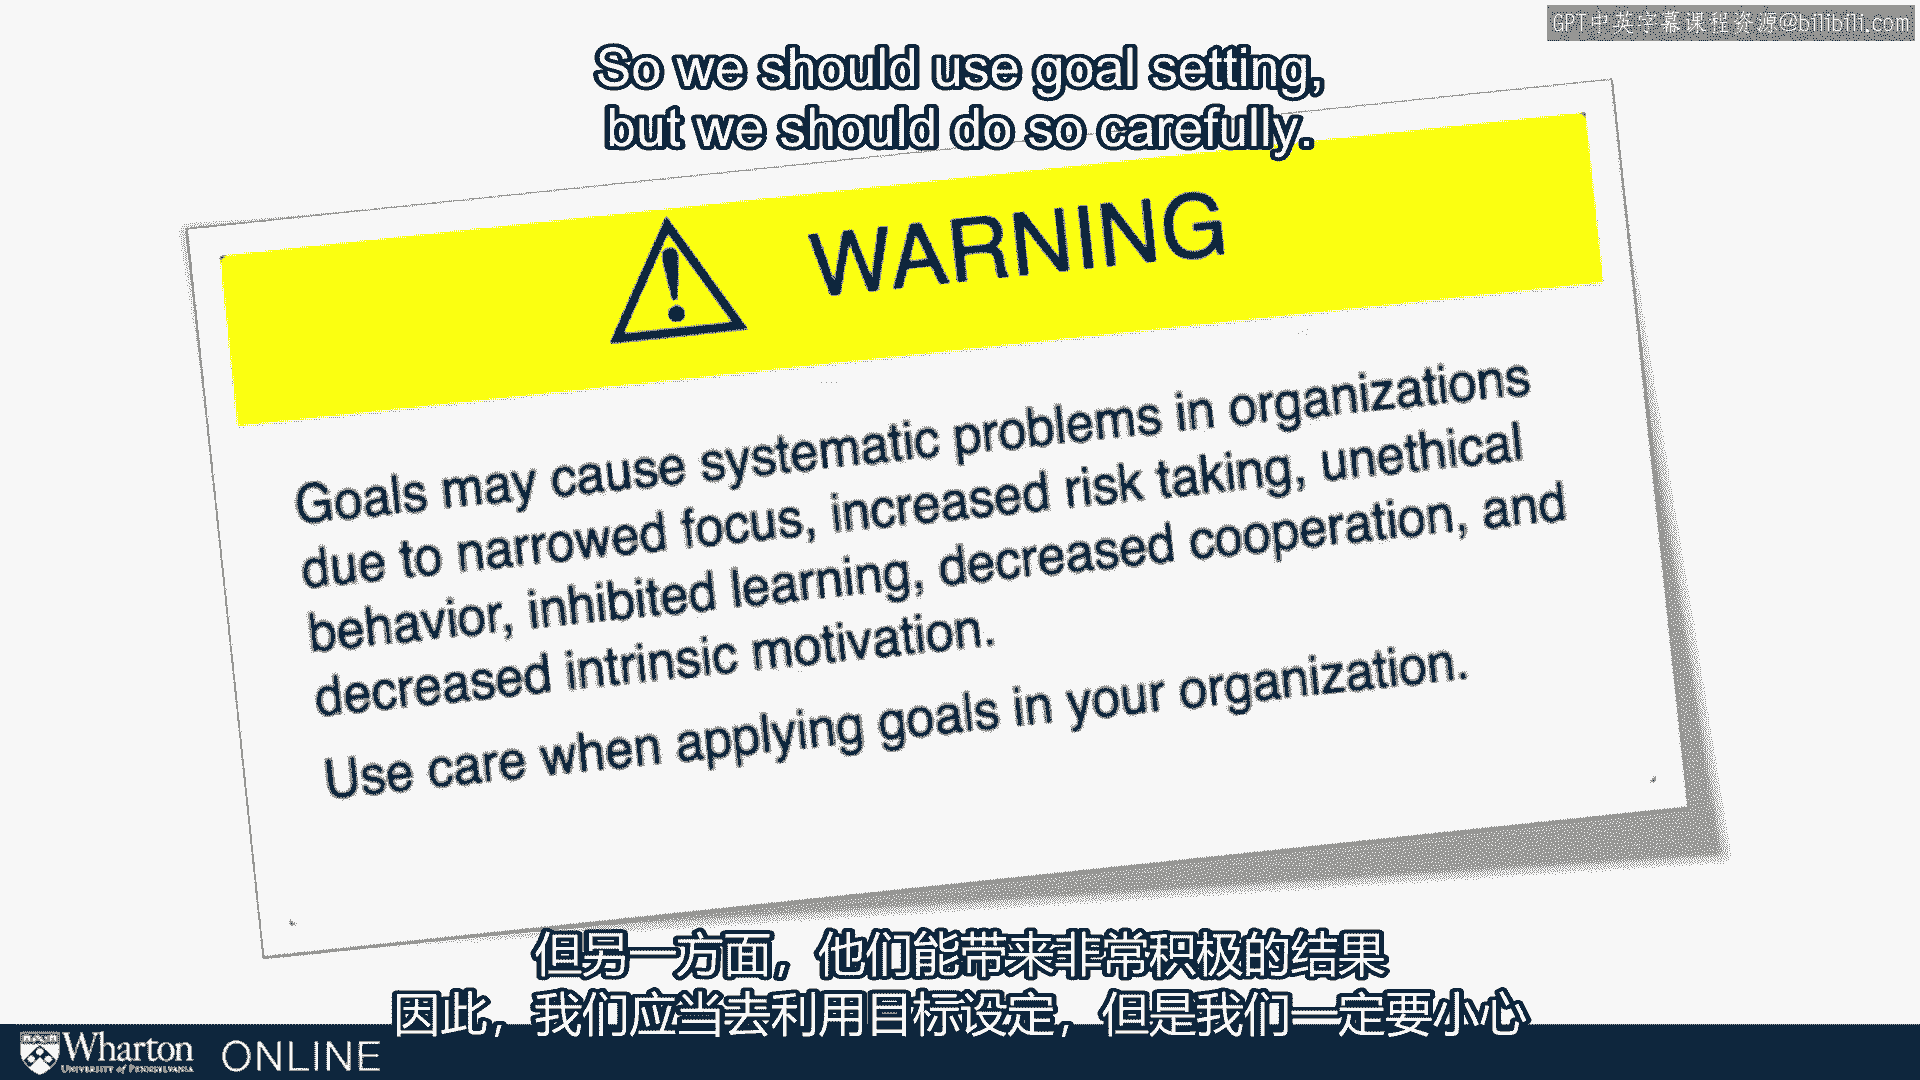 GPT中英字幕课程资源@bilibili.com
So we should use goal setting,
but we should do so carefully.
WARNING
Goals may cause systematic problems in organizations
due to narrowed focus, increased risk taking, unethical
behavior, inhibited learning, decreased cooperation, and
decreased intrinsic motivation.
Use care when applying goals in your organization.
但另一方面，他们能带来非常积极的结果
因此，我们应当去利用目标设定，但是我们一定要小心
Wharton
UNIVERSITY of PENNSYLVANIA
ONLINE